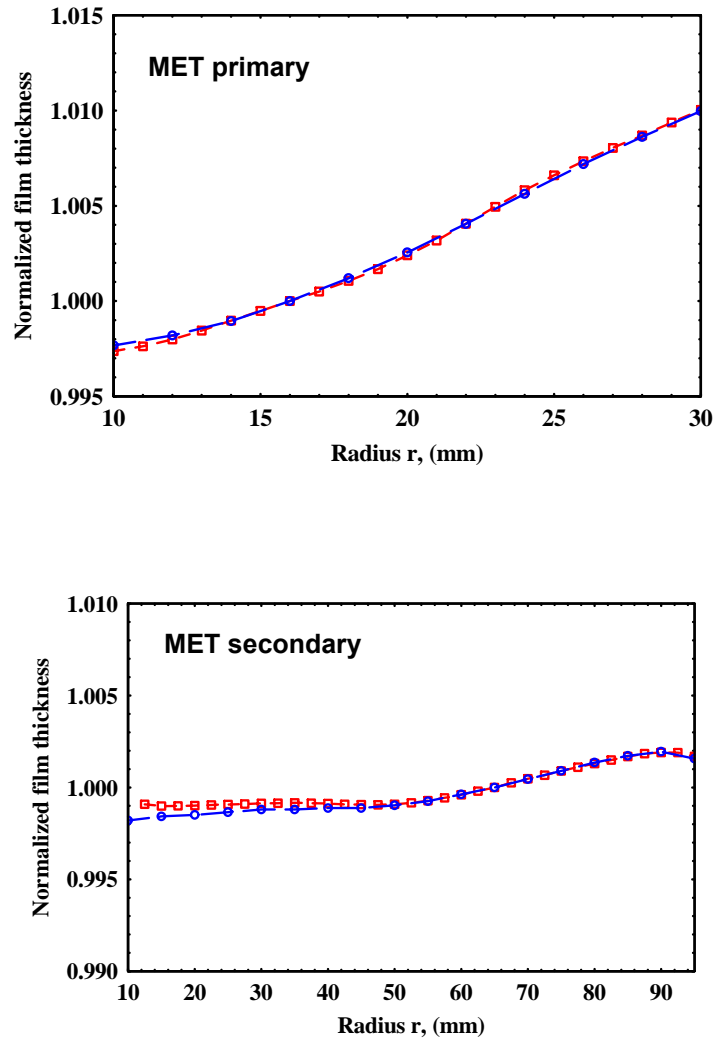 1.015
MET primary
1.010
1.005
1.000
0.995
Normalized film thickness
10 15 20 25 30
Radius r, (mm)
1.010
MET secondary
1.005
1.000
0.995
0.990
Normalized film thickness
10 20 30 40 50 60 70 80 90
Radius r, (mm)